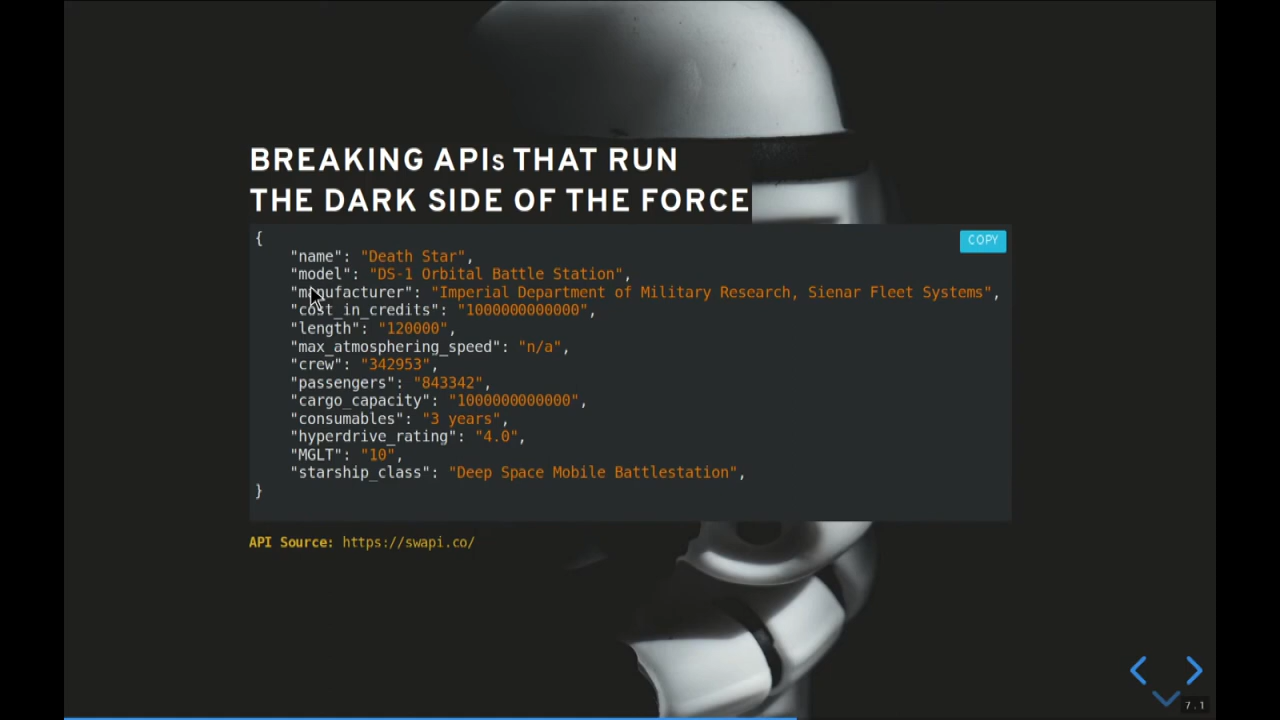 BREAKING APIs THAT RUN
THE DARK SIDE OF THE FORCE
{
COPY
"name": "Death Star",
"model": "DS-1 Orbital Battle Station",
"manufacturer": "Imperial Department of Military Research, Sienar Fleet Systems",
"cost_in_credits": "1000000000000",
"length": "120000",
"max_atmosphering_speed": "n/a",
"crew": "342953",
"passengers": "843342",
"cargo_capacity": "1000000000000",
"consumables": "3 years",
"hyperdrive_rating": "4.0",
"MGLT": "10",
"starship_class": "Deep Space Mobile Battlestation",
}
API Source: https://swapi.co/
7.1